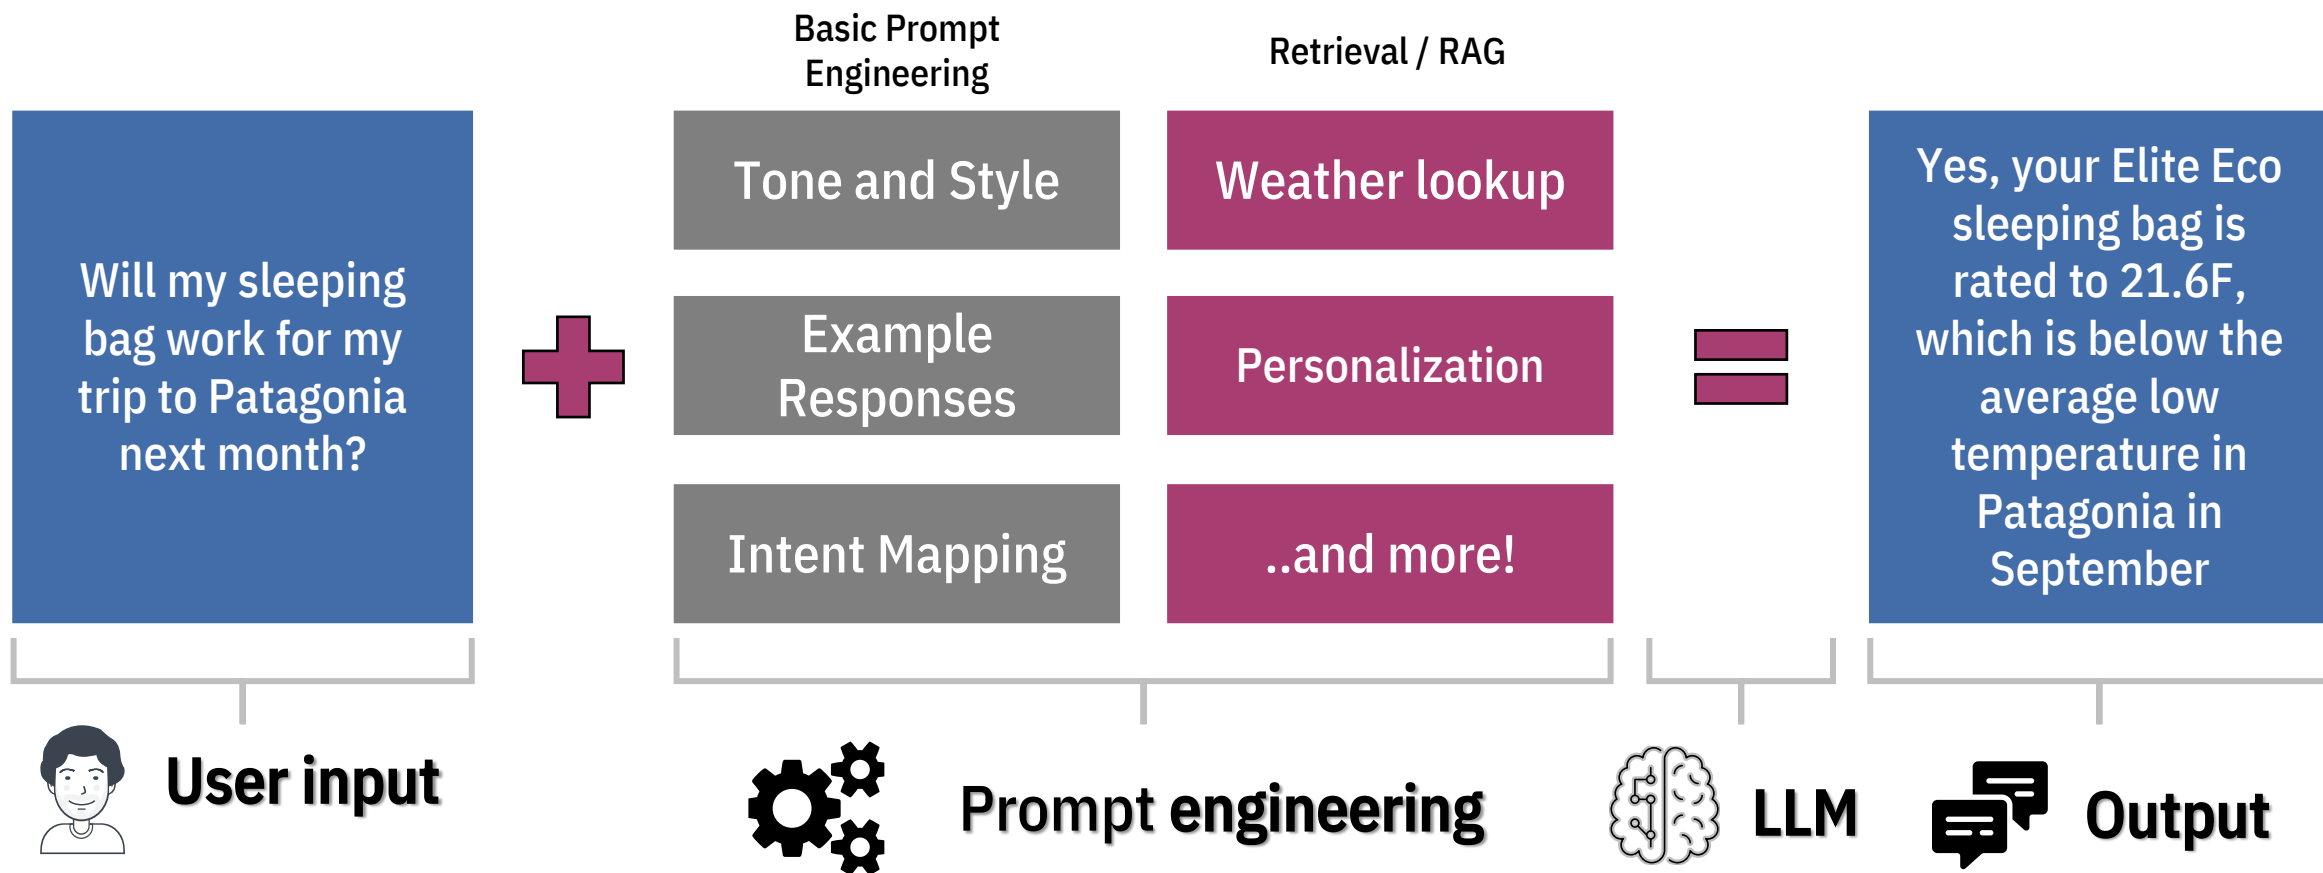 Basic Prompt
Engineering
Retrieval / RAG
Will my sleeping
bag work for my
trip to Patagonia
next month?
Tone and Style
Example
Responses
Intent Mapping
Weather lookup
Personalization
..and more!
Yes, your Elite Eco
sleeping bag is
rated to 21.6F,
which is below the
average low
temperature in
Patagonia in
September
User input
Prompt engineering
LLM
Output